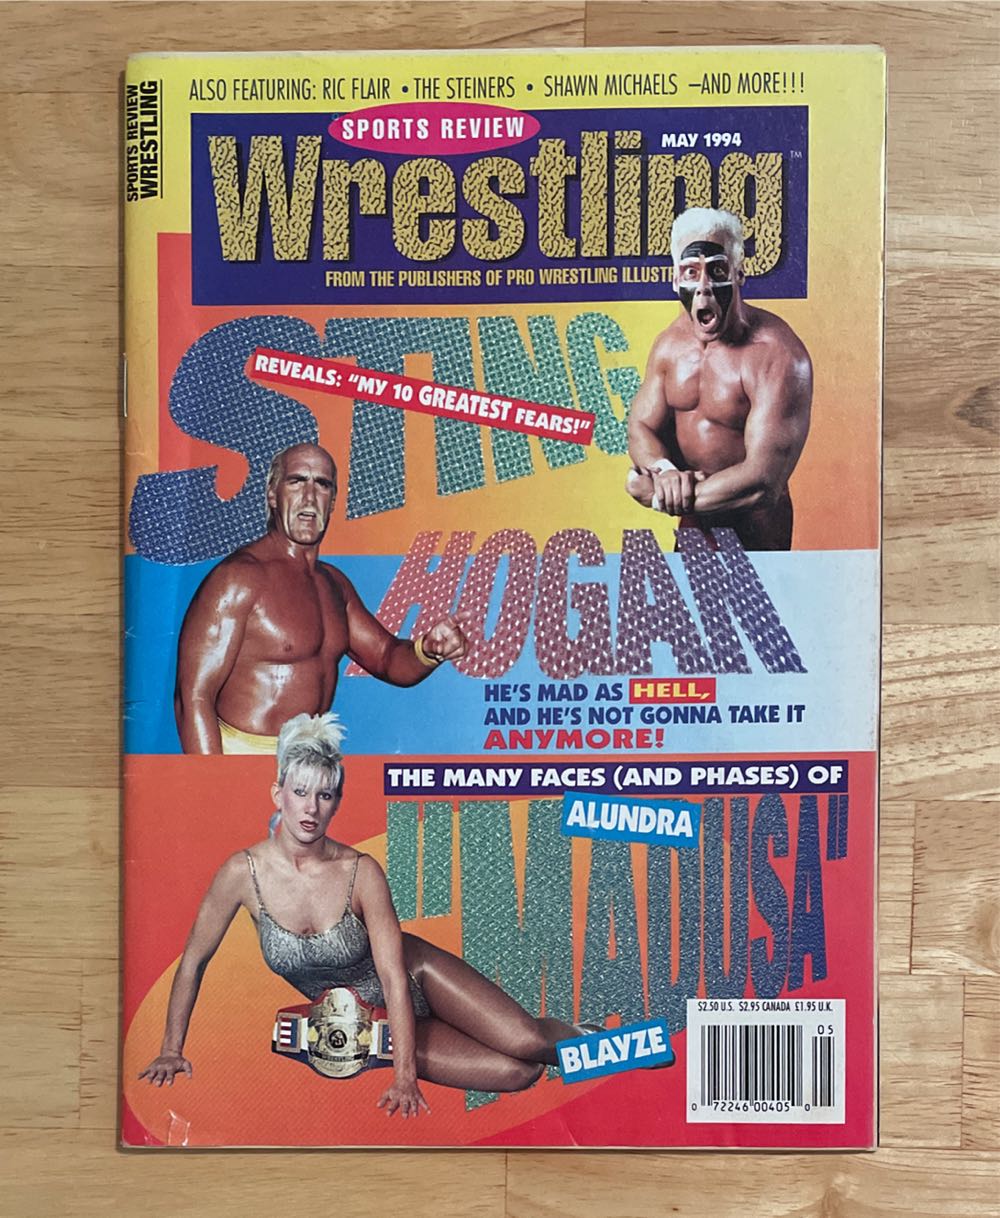 ALSO FEATURING: RIC FLAIR • THE STEINERS • SHAWN MICHAELS –AND MORE!!!
SPORTS REVIEW
WRESTLING
SPORTS REVIEW
MAY 1994
Wrestling™
FROM THE PUBLISHERS OF PRO WRESTLING ILLUSTR
STING
REVEALS: "MY 10 GREATEST FEARS!"
HOGAN
HE'S MAD AS HELL,
AND HE'S NOT GONNA TAKE IT
ANYMORE!
THE MANY FACES (AND PHASES) OF
ALUNDRA
"MADUSA"
BLAYZE
$2.50 U.S. $2.95 CANADA £1.95 U.K.
05
0 72246 00405 0